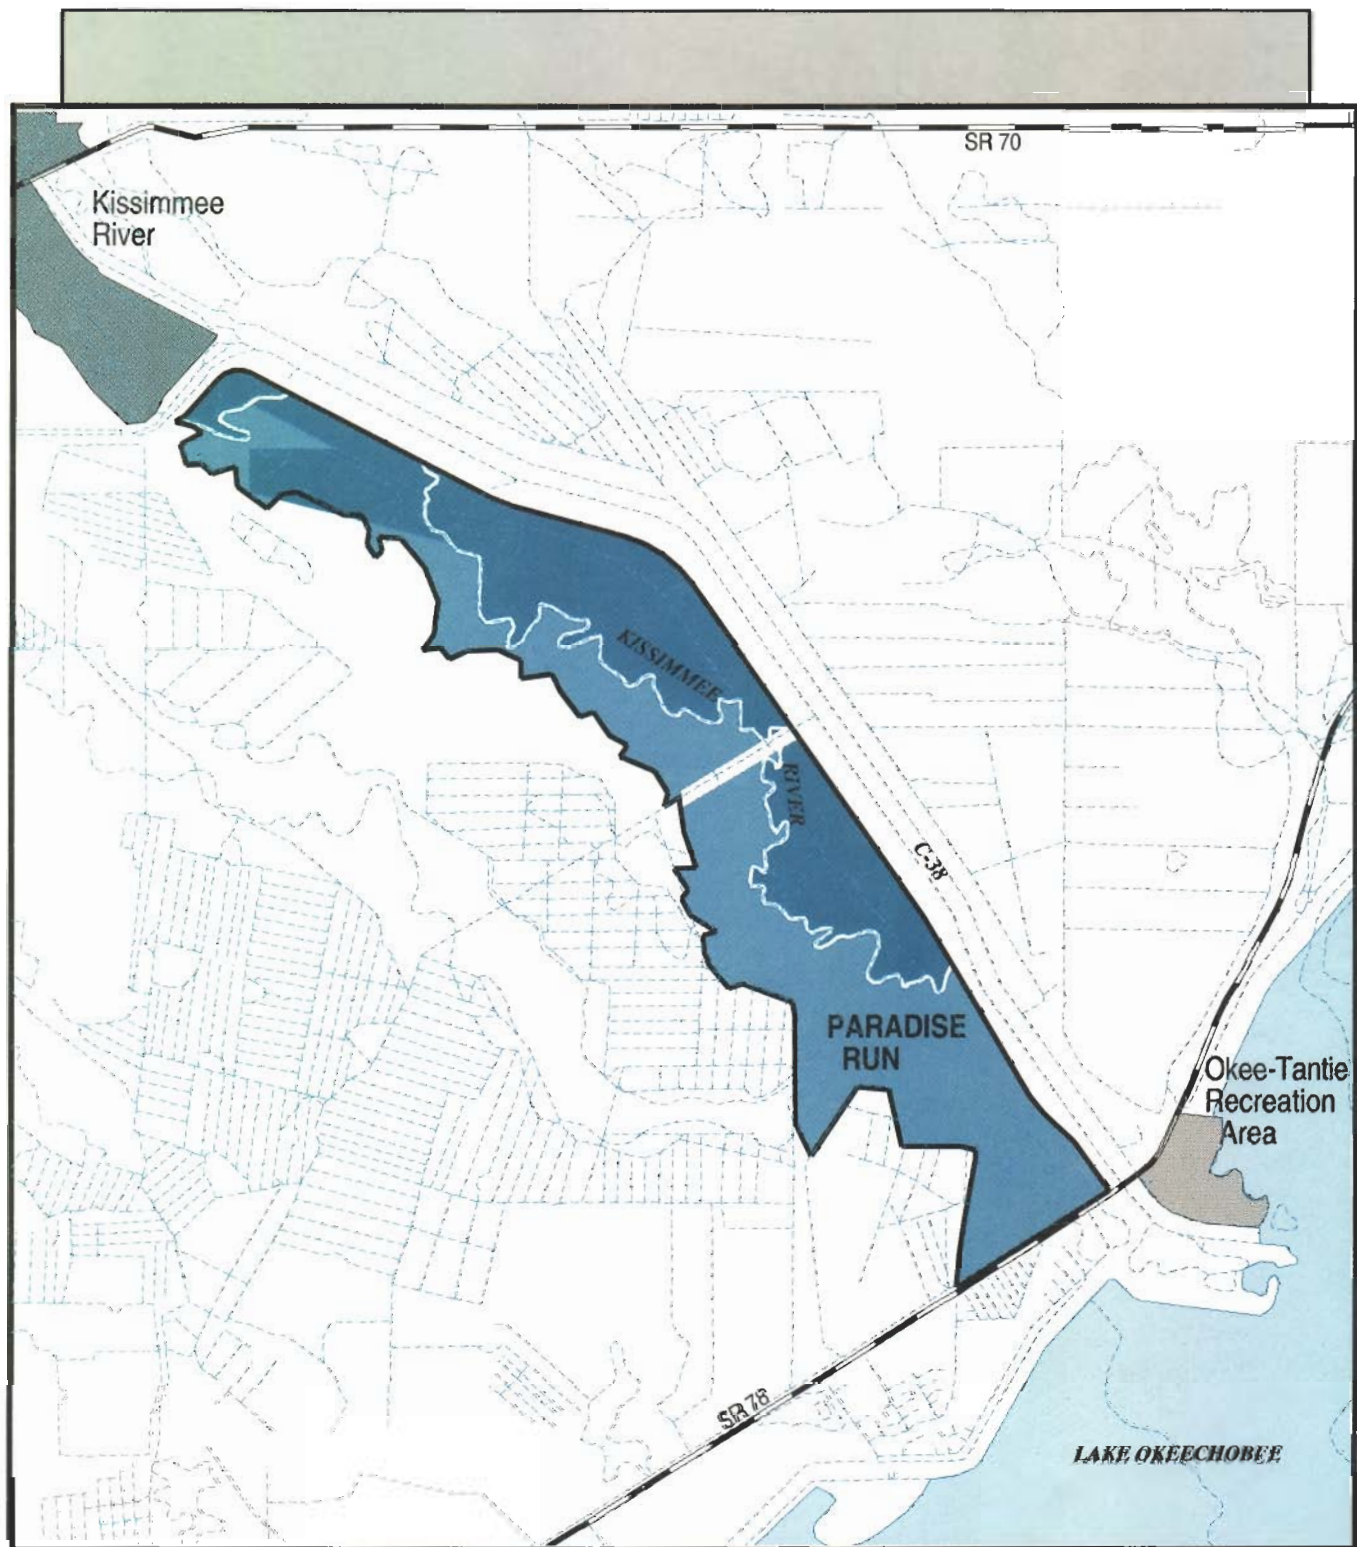 SR 70
Kissimmee
River
KISSIMMEE
RIVER
C-38
PARADISE
RUN
Okee-Tantie
Recreation
Area
SR 78
LAKE OKEECHOBEE